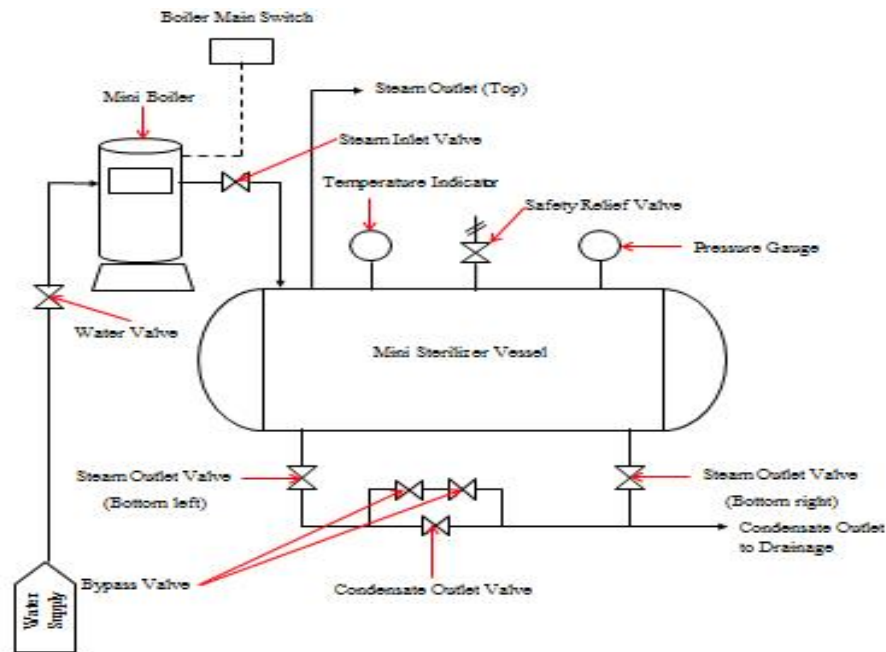 Boiler Main Switch
Mini Boiler
Steam Outlet (Top)
Steam Inlet Valve
Temperature Indicator
Safety Relief Valve
Pressure Gauge
Water Valve
Mini Sterilizer Vessel
Steam Outlet Valve
(Bottom left)
Steam Outlet Valve
(Bottom right)
Condensate Outlet
to Drainage
Bypass Valve
Condensate Outlet Valve
Water
Supply